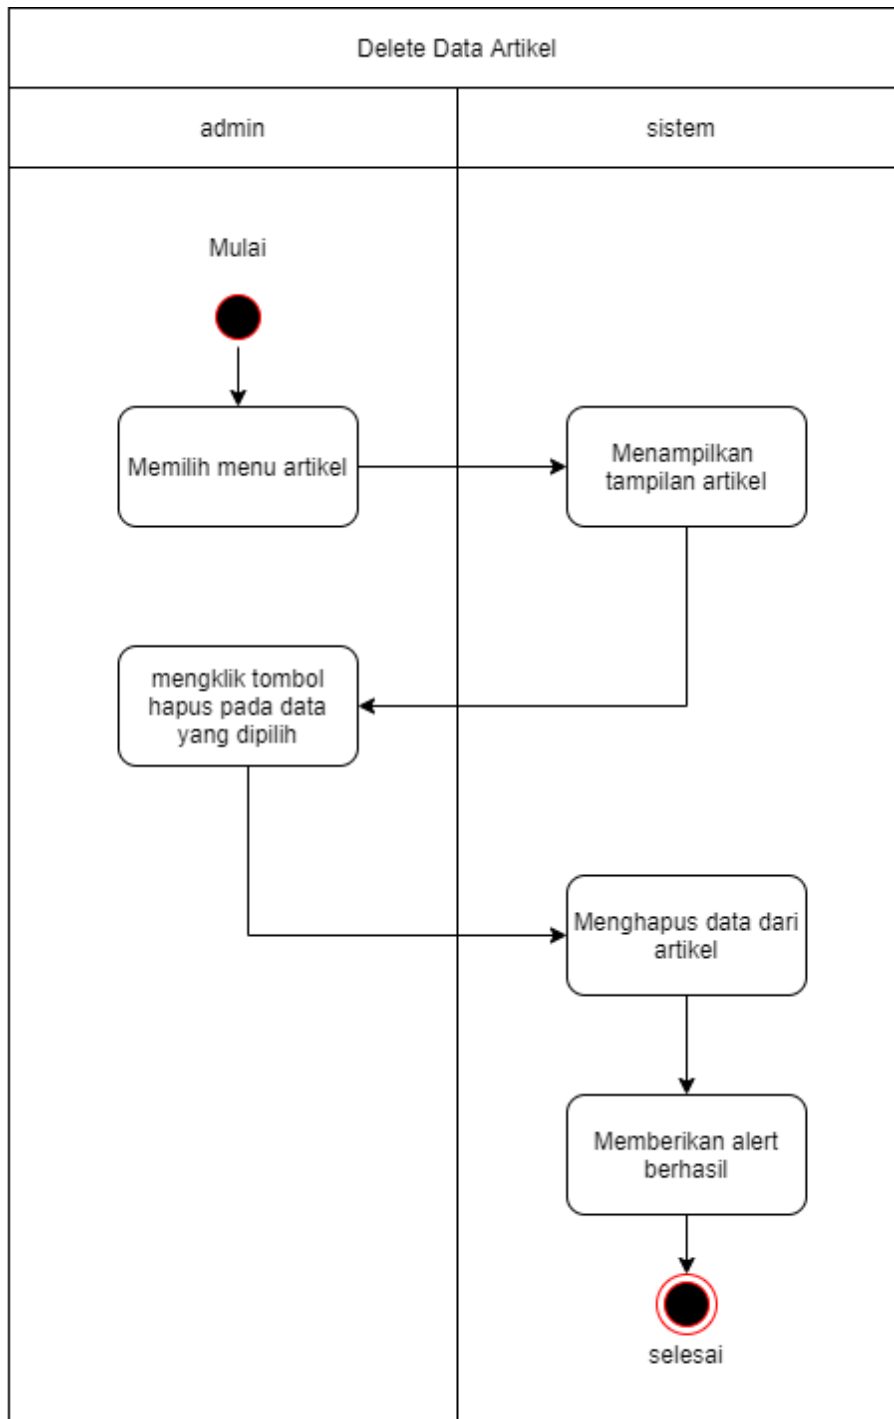 Delete Data Artikel
admin
sistem
Mulai
Memilih menu artikel
Menampilkan
tampilan artikel
mengklik tombol
hapus pada data
yang dipilih
Menghapus data dari
artikel
Memberikan alert
berhasil
selesai